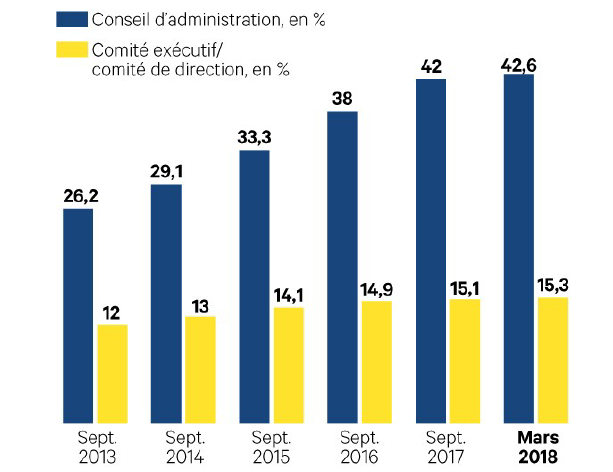 Conseil d'administration, en %
Comité exécutif/
comité de direction, en %
26,2
12
29,1
13
33,3
14,1
38
14,9
42
15,1
42,6
15,3
Sept.
2013
Sept.
2014
Sept.
2015
Sept.
2016
Sept.
2017
Mars
2018